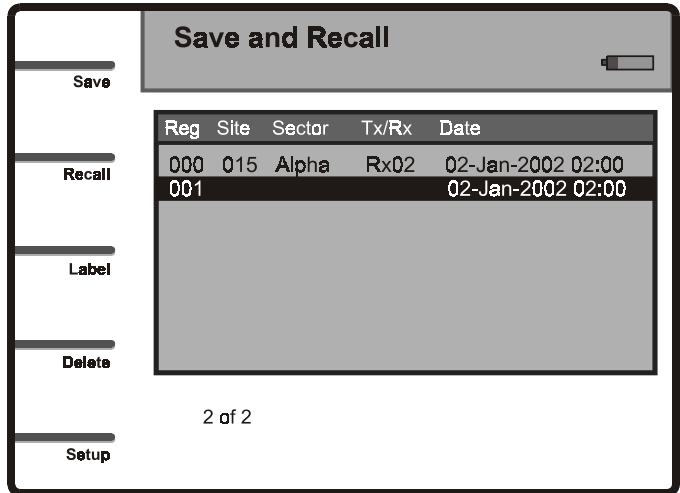 Save and Recall
Save
Reg Site Sector Tx/Rx Date
000 015 Alpha Rx02 02-Jan-2002 02:00
Recall
001 02-Jan-2002 02:00
Label
Delete
2 of 2
Setup